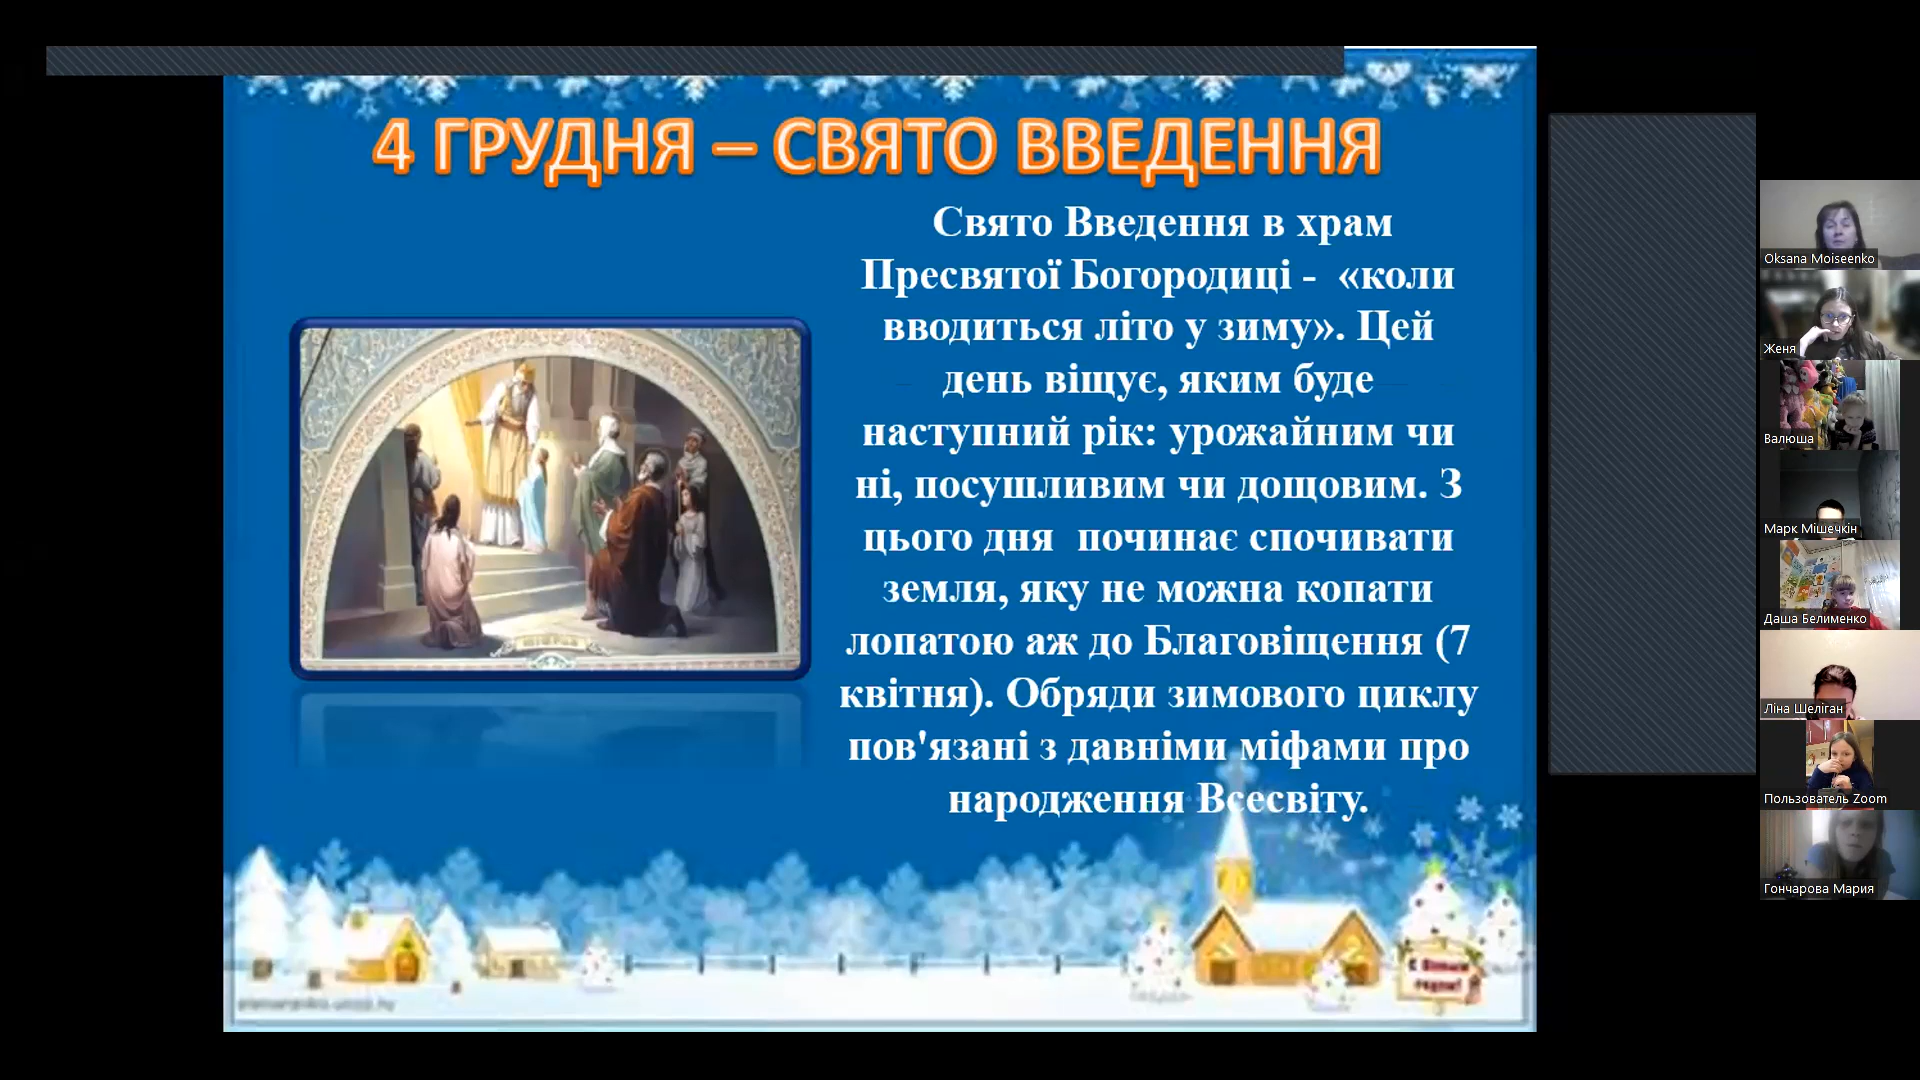 4 ГРУДНЯ – СВЯТО ВВЕДЕННЯ
Свято Введення в храм
Пресвятої Богородиці - «коли
вводиться літо у зиму». Цей
день віщує, яким буде
наступний рік: урожайним чи
ні, посушливим чи дощовим. З
цього дня починає спочивати
земля, яку не можна копати
лопатою аж до Благовіщення (7
квітня). Обряди зимового циклу
пов'язані з давніми міфами про
народження Всесвіту.
С Новым
годом!
Oksana Moiseenko
Женя
Валюша
Марк Мішечкін
Даша Белименко
Ліна Шеліган
Пользователь Zoom
Гончарова Мария